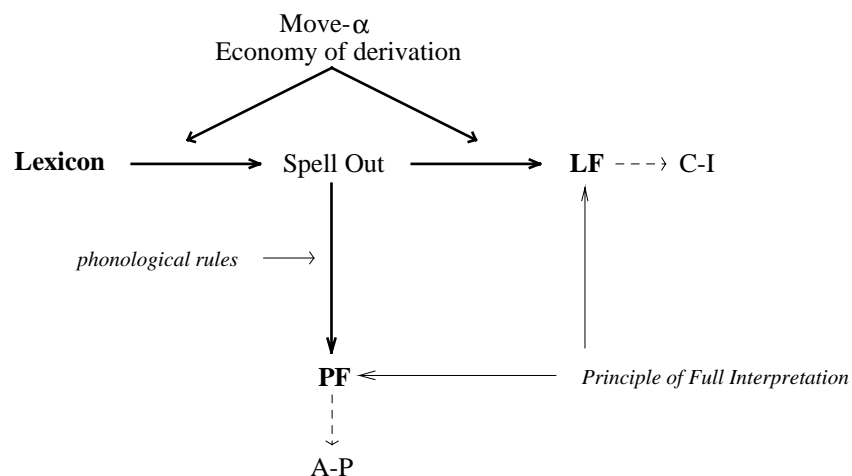 Move-α
Economy of derivation
Lexicon Spell Out LF C-I
phonological rules
PF Principle of Full Interpretation
A-P